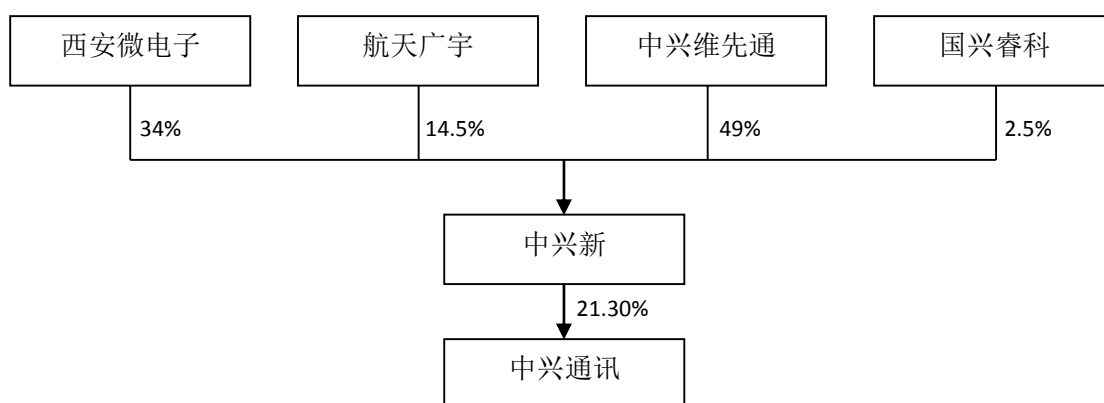 西安微电子
航天广宇
中兴维先通
国兴睿科
34%
14.5%
49%
2.5%
中兴新
21.30%
中兴通讯